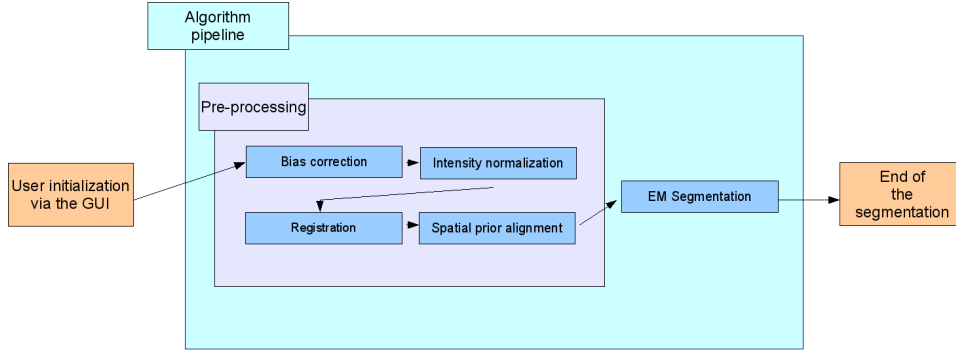 Algorithm
pipeline
Pre-processing
Bias correction
Intensity normalization
User initialization
via the GUI
Registration
Spatial prior alignment
EM Segmentation
End of
the
segmentation